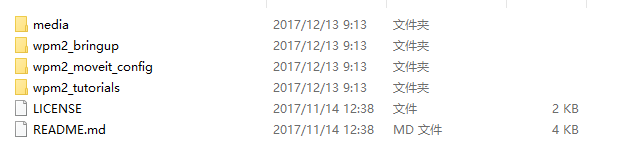 media 2017/12/13 9:13 文件夹
wpm2_bringup 2017/12/13 9:13 文件夹
wpm2_moveit_config 2017/12/13 9:13 文件夹
wpm2_tutorials 2017/12/13 9:13 文件夹
LICENSE 2017/11/14 12:38 文件 2 KB
README.md 2017/11/14 12:38 MD 文件 4 KB